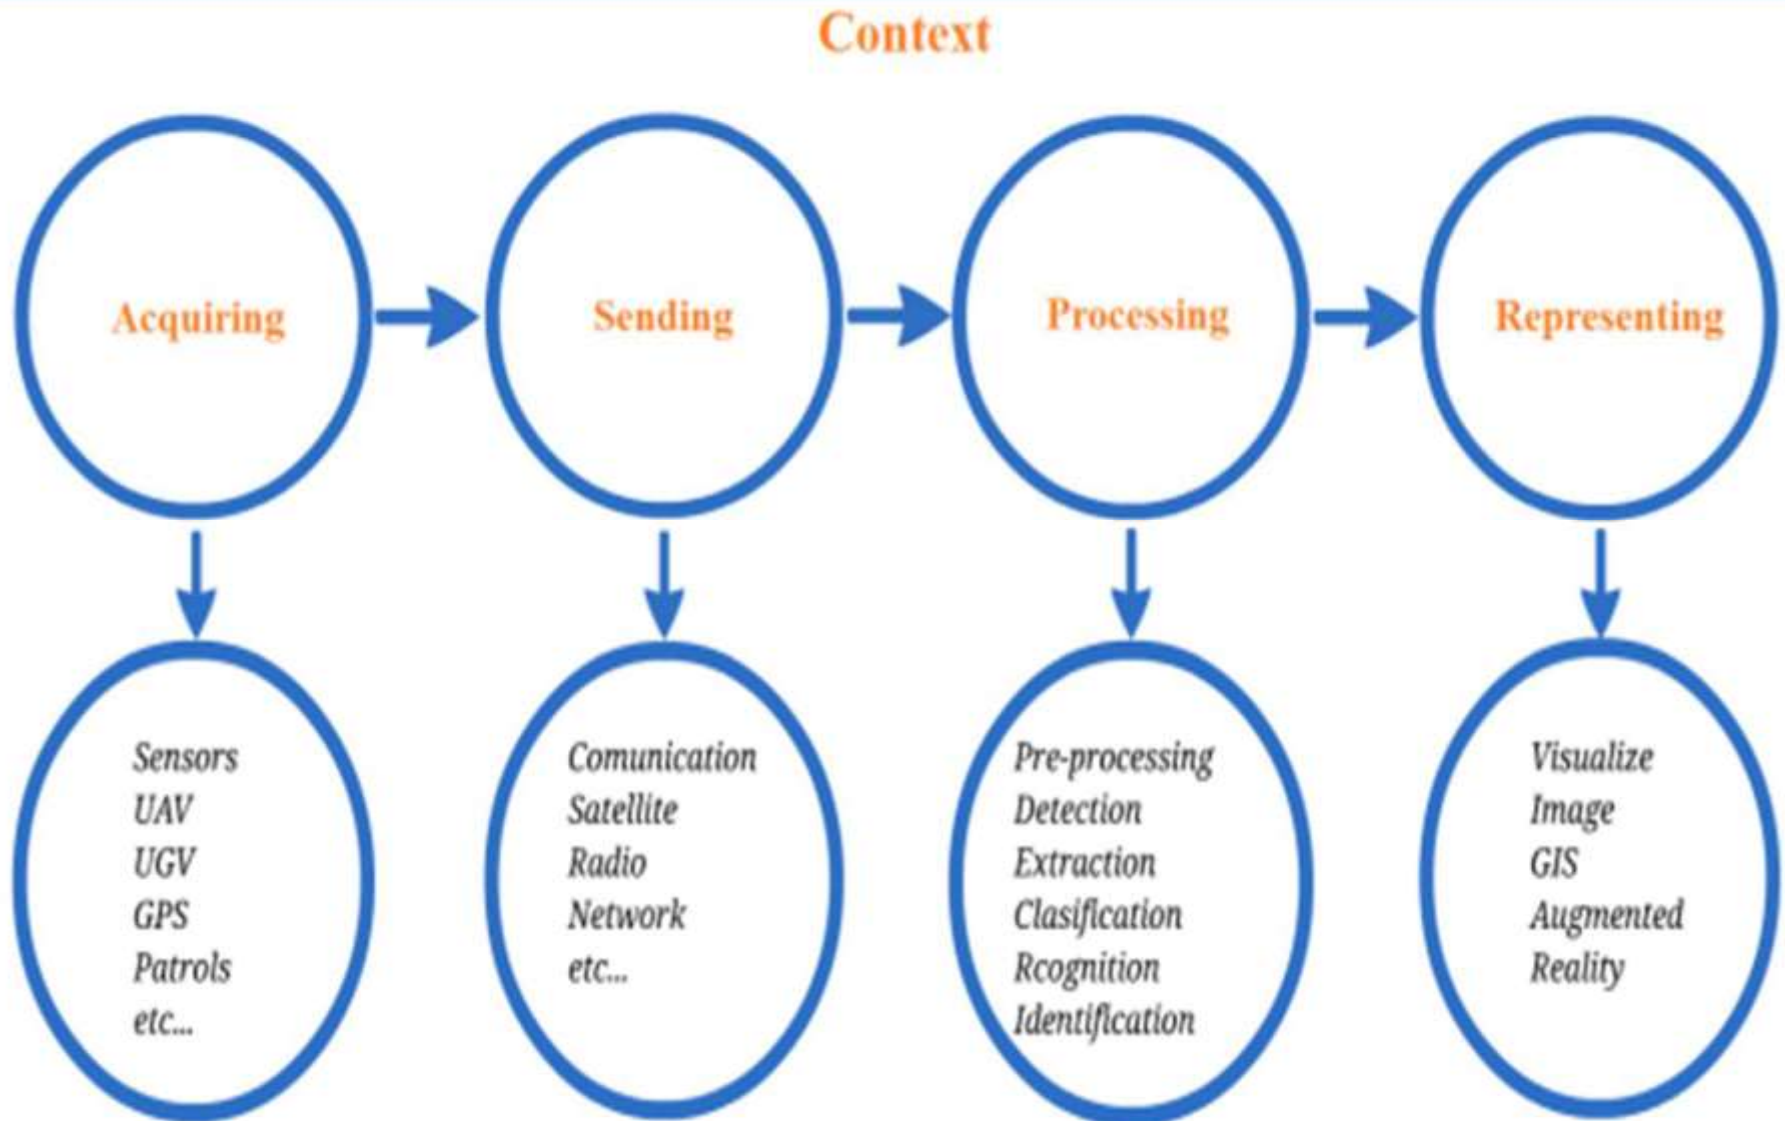 Context
Acquiring
Sending
Processing
Representing
Sensors
UAV
UGV
GPS
Patrols
etc...
Comunication
Satellite
Radio
Network
etc...
Pre-processing
Detection
Extraction
Clasification
Rcognition
Identification
Visualize
Image
GIS
Augmented
Reality